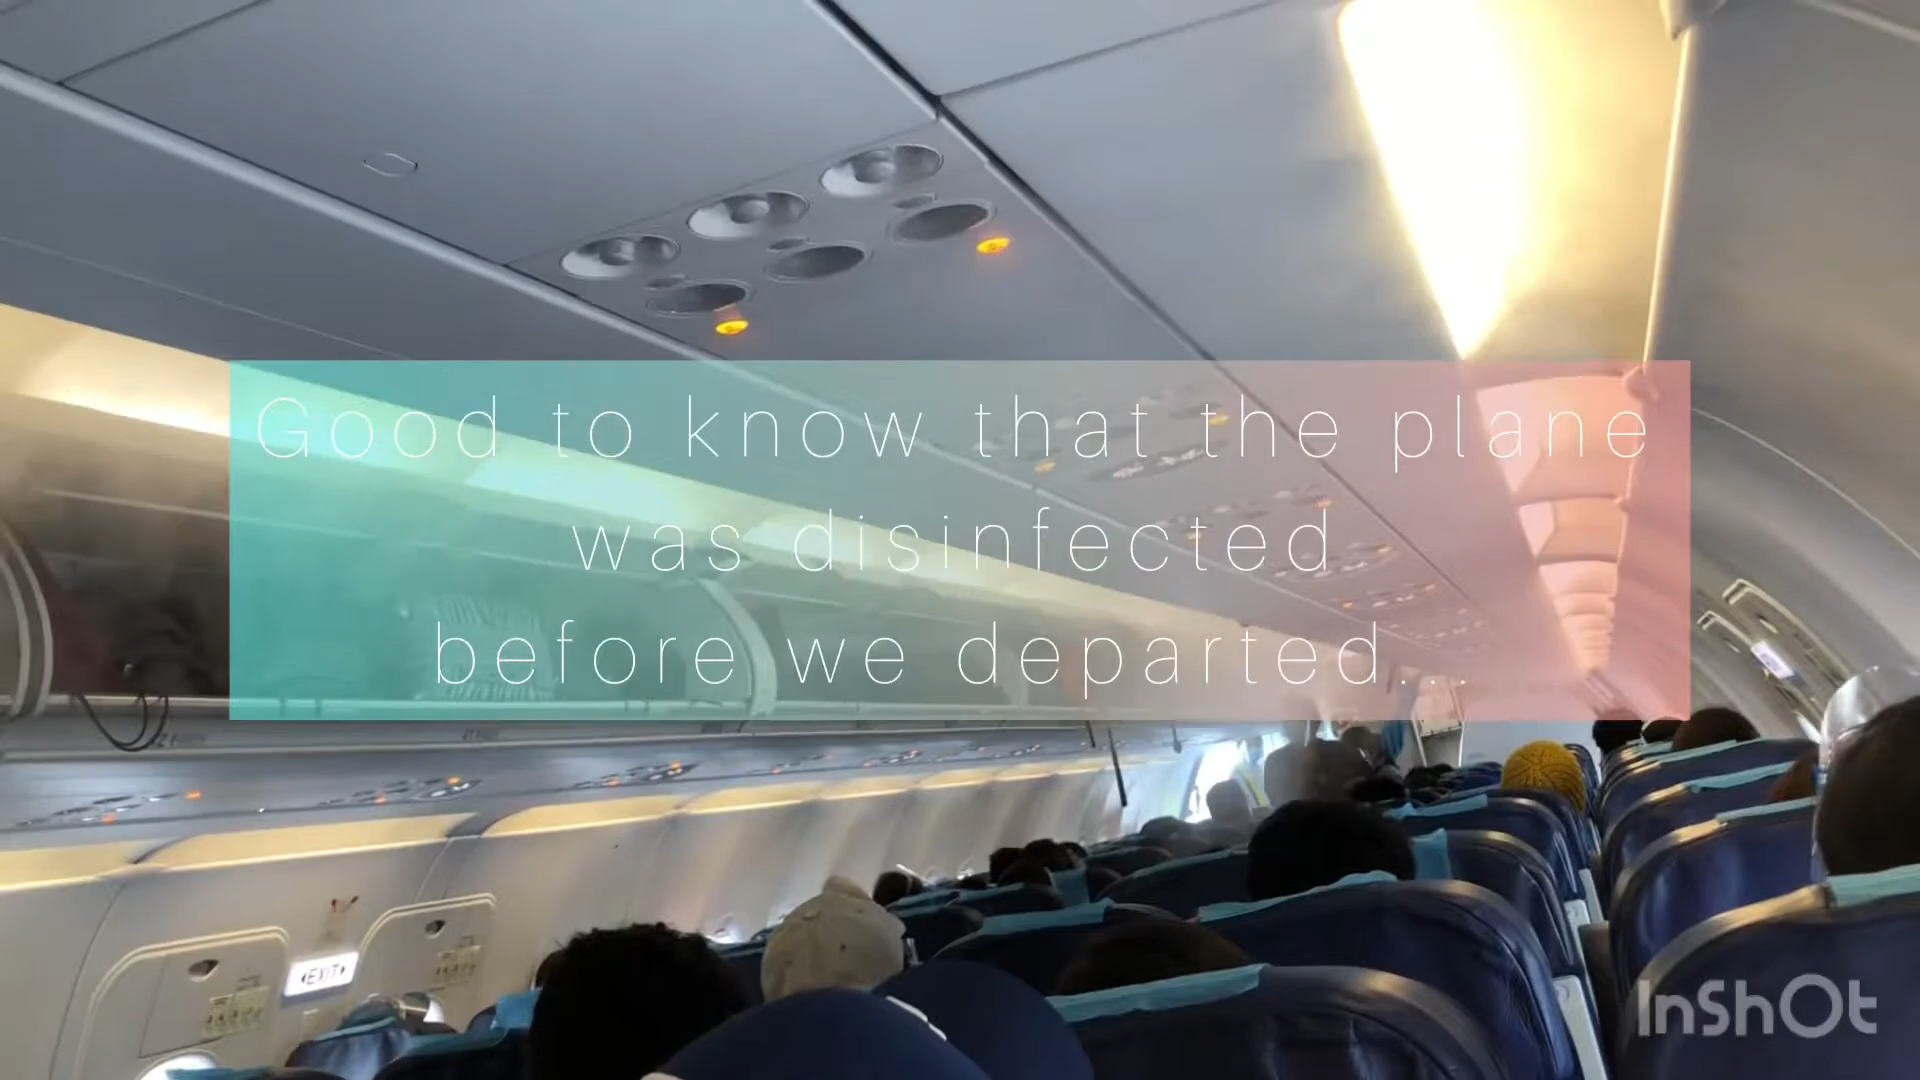 Good to know that the plane
was disinfected
before we departed...
EXIT
InShOt